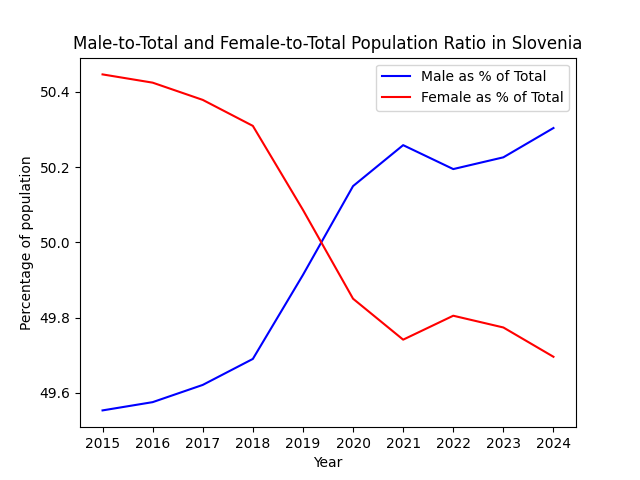 Male-to-Total and Female-to-Total Population Ratio in Slovenia
Male as % of Total
Female as % of Total
Percentage of population
50.4
50.2
50.0
49.8
49.6
2015 2016 2017 2018 2019 2020 2021 2022 2023 2024
Year